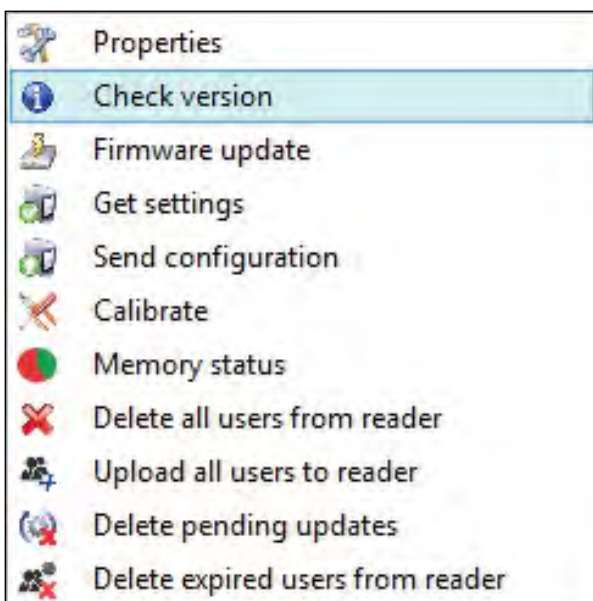 Properties
Check version
Firmware update
Get settings
Send configuration
Calibrate
Memory status
Delete all users from reader
Upload all users to reader
Delete pending updates
Delete expired users from reader